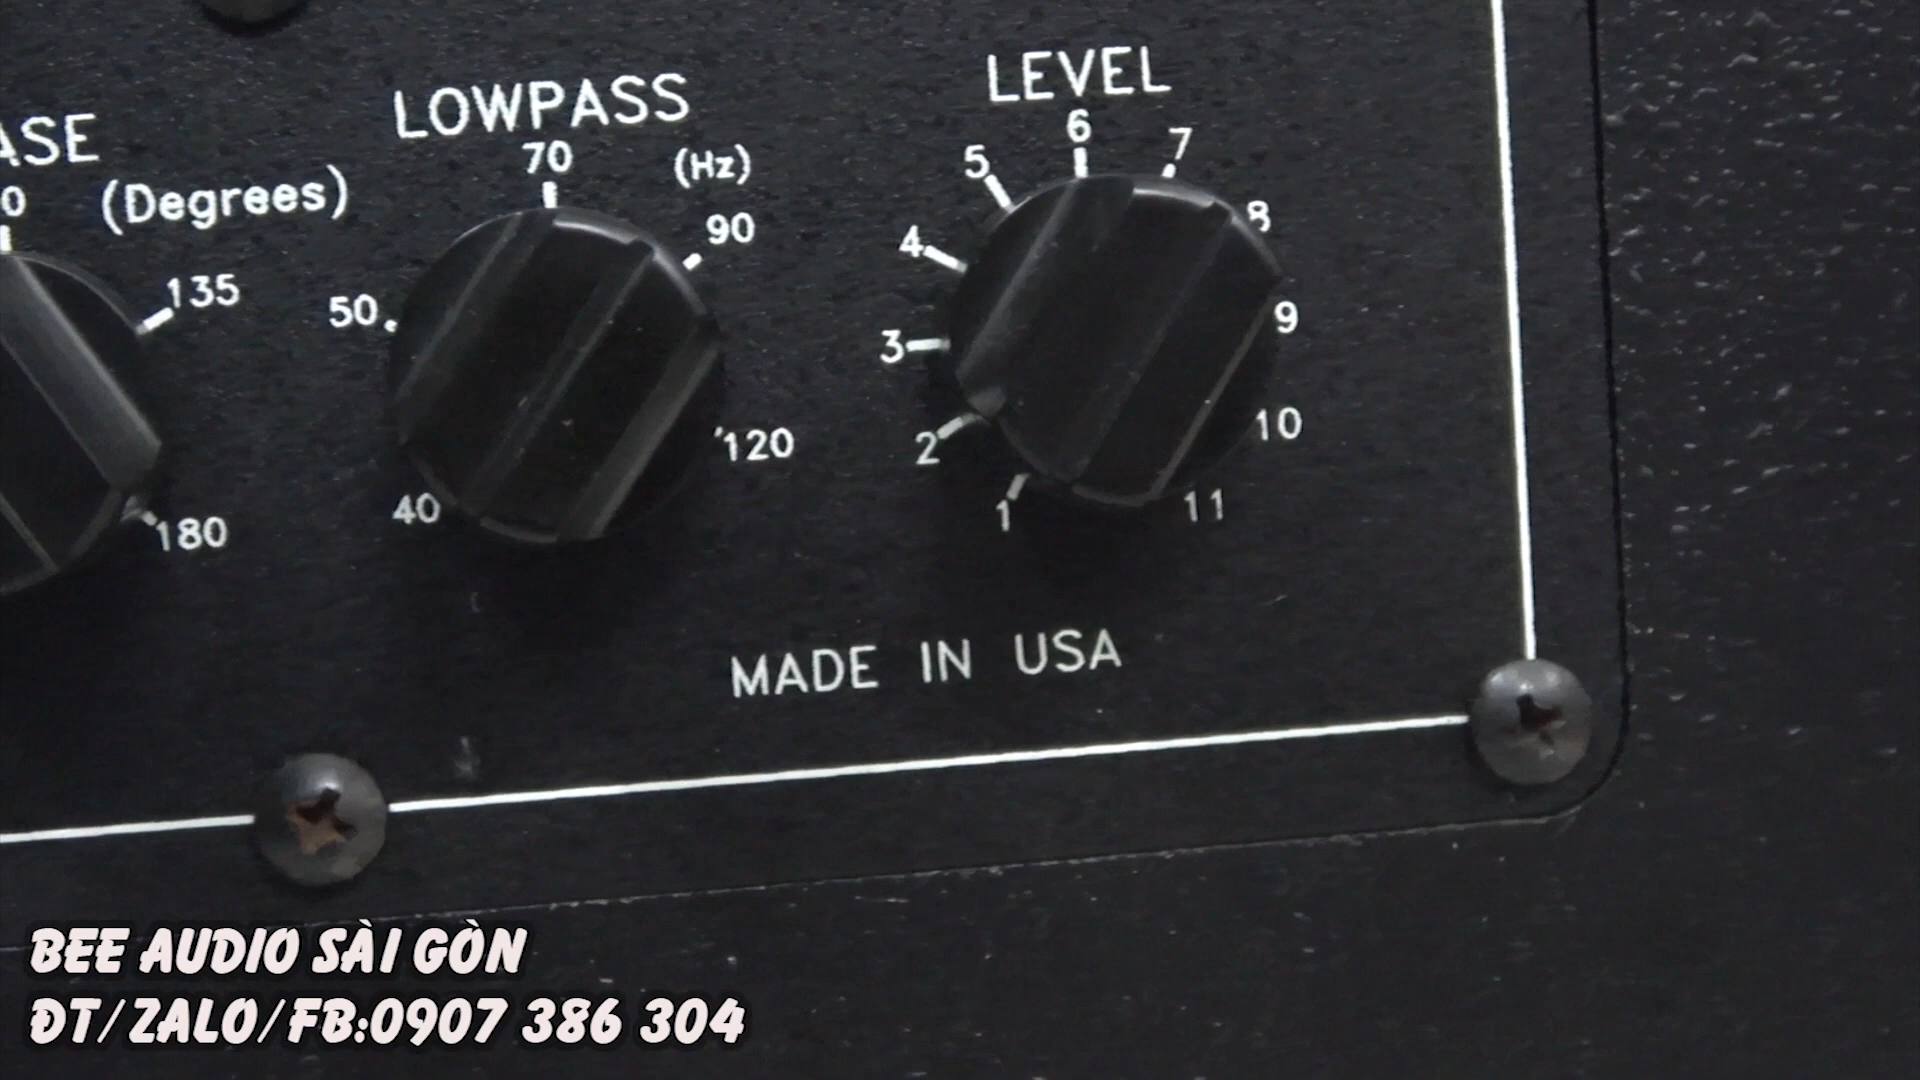 LEVEL
LOWPASS
6
7
5
70
(Hz)
(Degrees)
8
90
4
135
50
9
3
10
120
2
40
1
11
180
MADE IN USA
BEE AUDIO SÀI GÒN
ĐT/ZALO/FB:0907 386 304